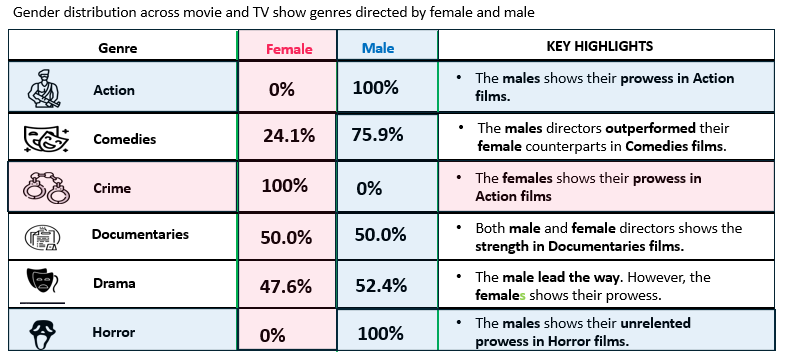 Gender distribution across movie and TV show genres directed by female and male
Genre Female Male KEY HIGHLIGHTS
Action 0% 100% • The males shows their prowess in Action
films.
Comedies 24.1% 75.9% • The males directors outperformed their
female counterparts in Comedies films.
Crime 100% 0% • The females shows their prowess in
Action films
Documentaries 50.0% 50.0% • Both male and female directors shows the
strength in Documentaries films.
Drama 47.6% 52.4% • The male lead the way. However, the
females shows their prowess.
Horror 0% 100% • The males shows their unrelented
prowess in Horror films.